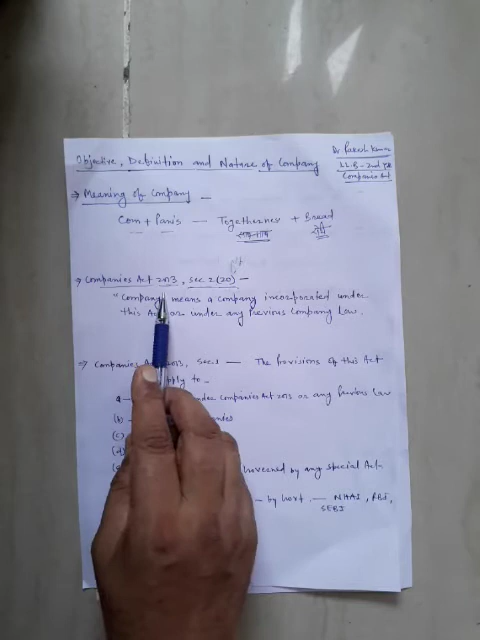 Objective, Definition and Nature of Company
Dr. Rakesh Kumar
LL.B - 2nd
Companies Act
→ Meaning of Company —
Com + Panis — Togetherness + Bread
रोटी
→ Companies Act 2013, Sec. 2(20) —
"Company means a company incorporated under
this Act or under any Previous Company Law.
→ Companies Act 2013, Sec. 1 — The Provisions of this Act
apply to —
a — under Companies Act 2013 or any Previous Law
(b)
(c)
(d)
Governed by any special Act
— by Govt. — NHAI, RBI,
SEBI